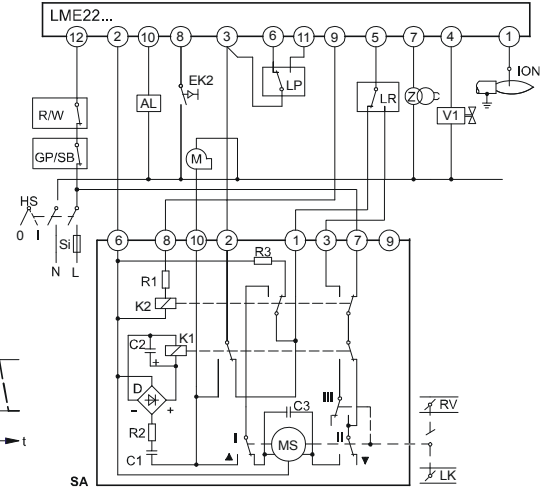 LME22...
12 2 10 8 3 6 11 9 5 7 4 1
ION
EK2
LP
R/W
AL
LR
Z
V1
GP/SB
M
HS
0 I
Si
N L
6 8 10 2 1 3 7 9
R3
R1
K2
C2
K1
+
D
- +
III
C3
RV
R2
I
MS
II
t
C1
SA
LK